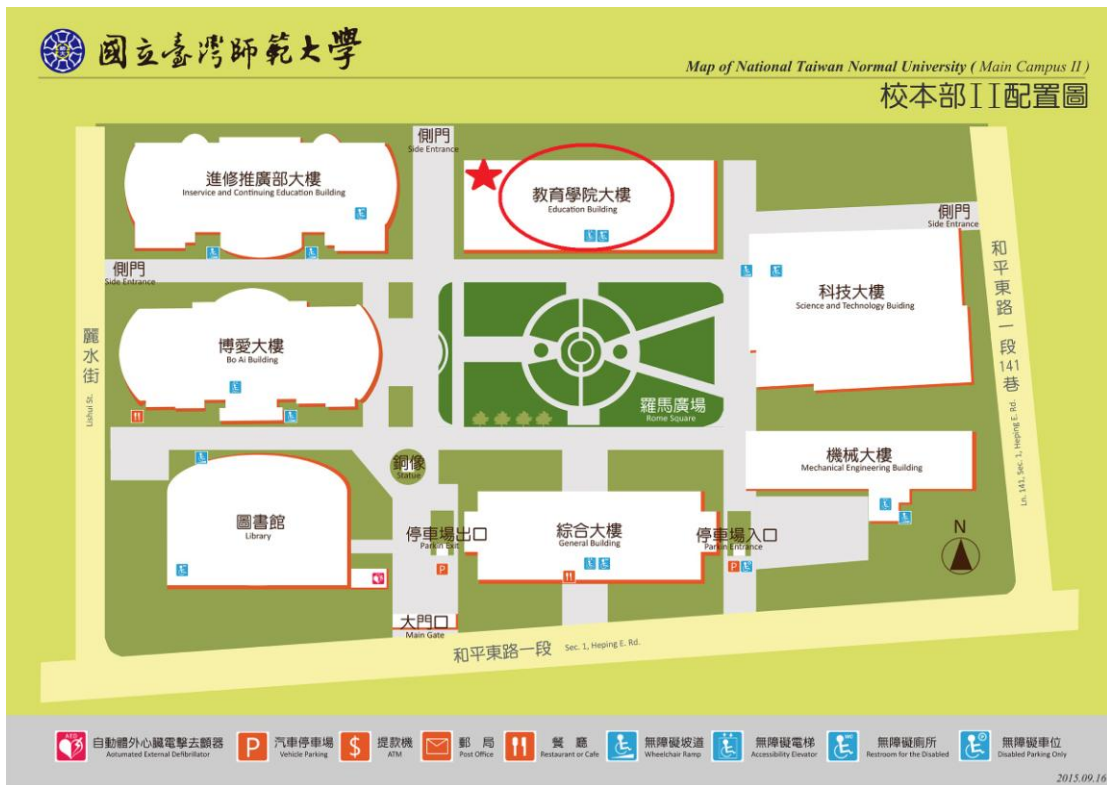 國立臺灣師範大學
Map of National Taiwan Normal University ( Main Campus II )
校本部II配置圖
側門
Side Entrance
進修推廣部大樓
Inservice and Continuing Education Building
教育學院大樓
Education Building
側門
Side Entrance
側門
Side Entrance
科技大樓
Science and Technology Buiding
和平東路一段141巷
Ln. 141, Sec. 1, Heping E. Rd.
麗水街
Lishui St.
博愛大樓
Bo Ai Building
羅馬廣場
Rome Square
銅像
Statue
機械大樓
Mechanical Engineering Building
圖書館
Library
停車場出口
Parkin Exit
P
綜合大樓
General Building
停車場入口
Parkin Entrance
P
N
大門口
Main Gate
和平東路一段 Sec. 1, Heping E. Rd.
AED
自動體外心臟電擊去顫器
Aotumated External Defibrillator
P
汽車停車場
Vehicle Parking
$
提款機
ATM
郵局
Post Office
餐廳
Restaurant or Cafe
無障礙坡道
Wheelchair Ramp
無障礙電梯
Accessibility Elevator
無障礙廁所
Restroom for the Disabled
無障礙車位
Disabled Parking Only
2015.09.16